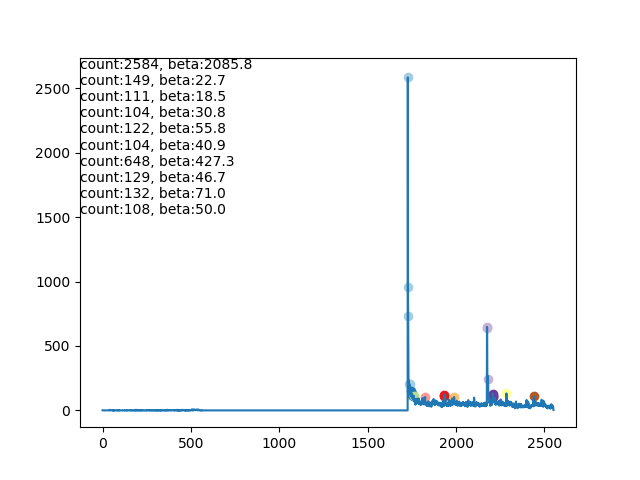 count:2584, beta:2085.8
count:149, beta:22.7
count:111, beta:18.5
count:104, beta:30.8
count:122, beta:55.8
count:104, beta:40.9
count:648, beta:427.3
count:129, beta:46.7
count:132, beta:71.0
count:108, beta:50.0
2500
2000
1500
1000
500
0
0 500 1000 1500 2000 2500